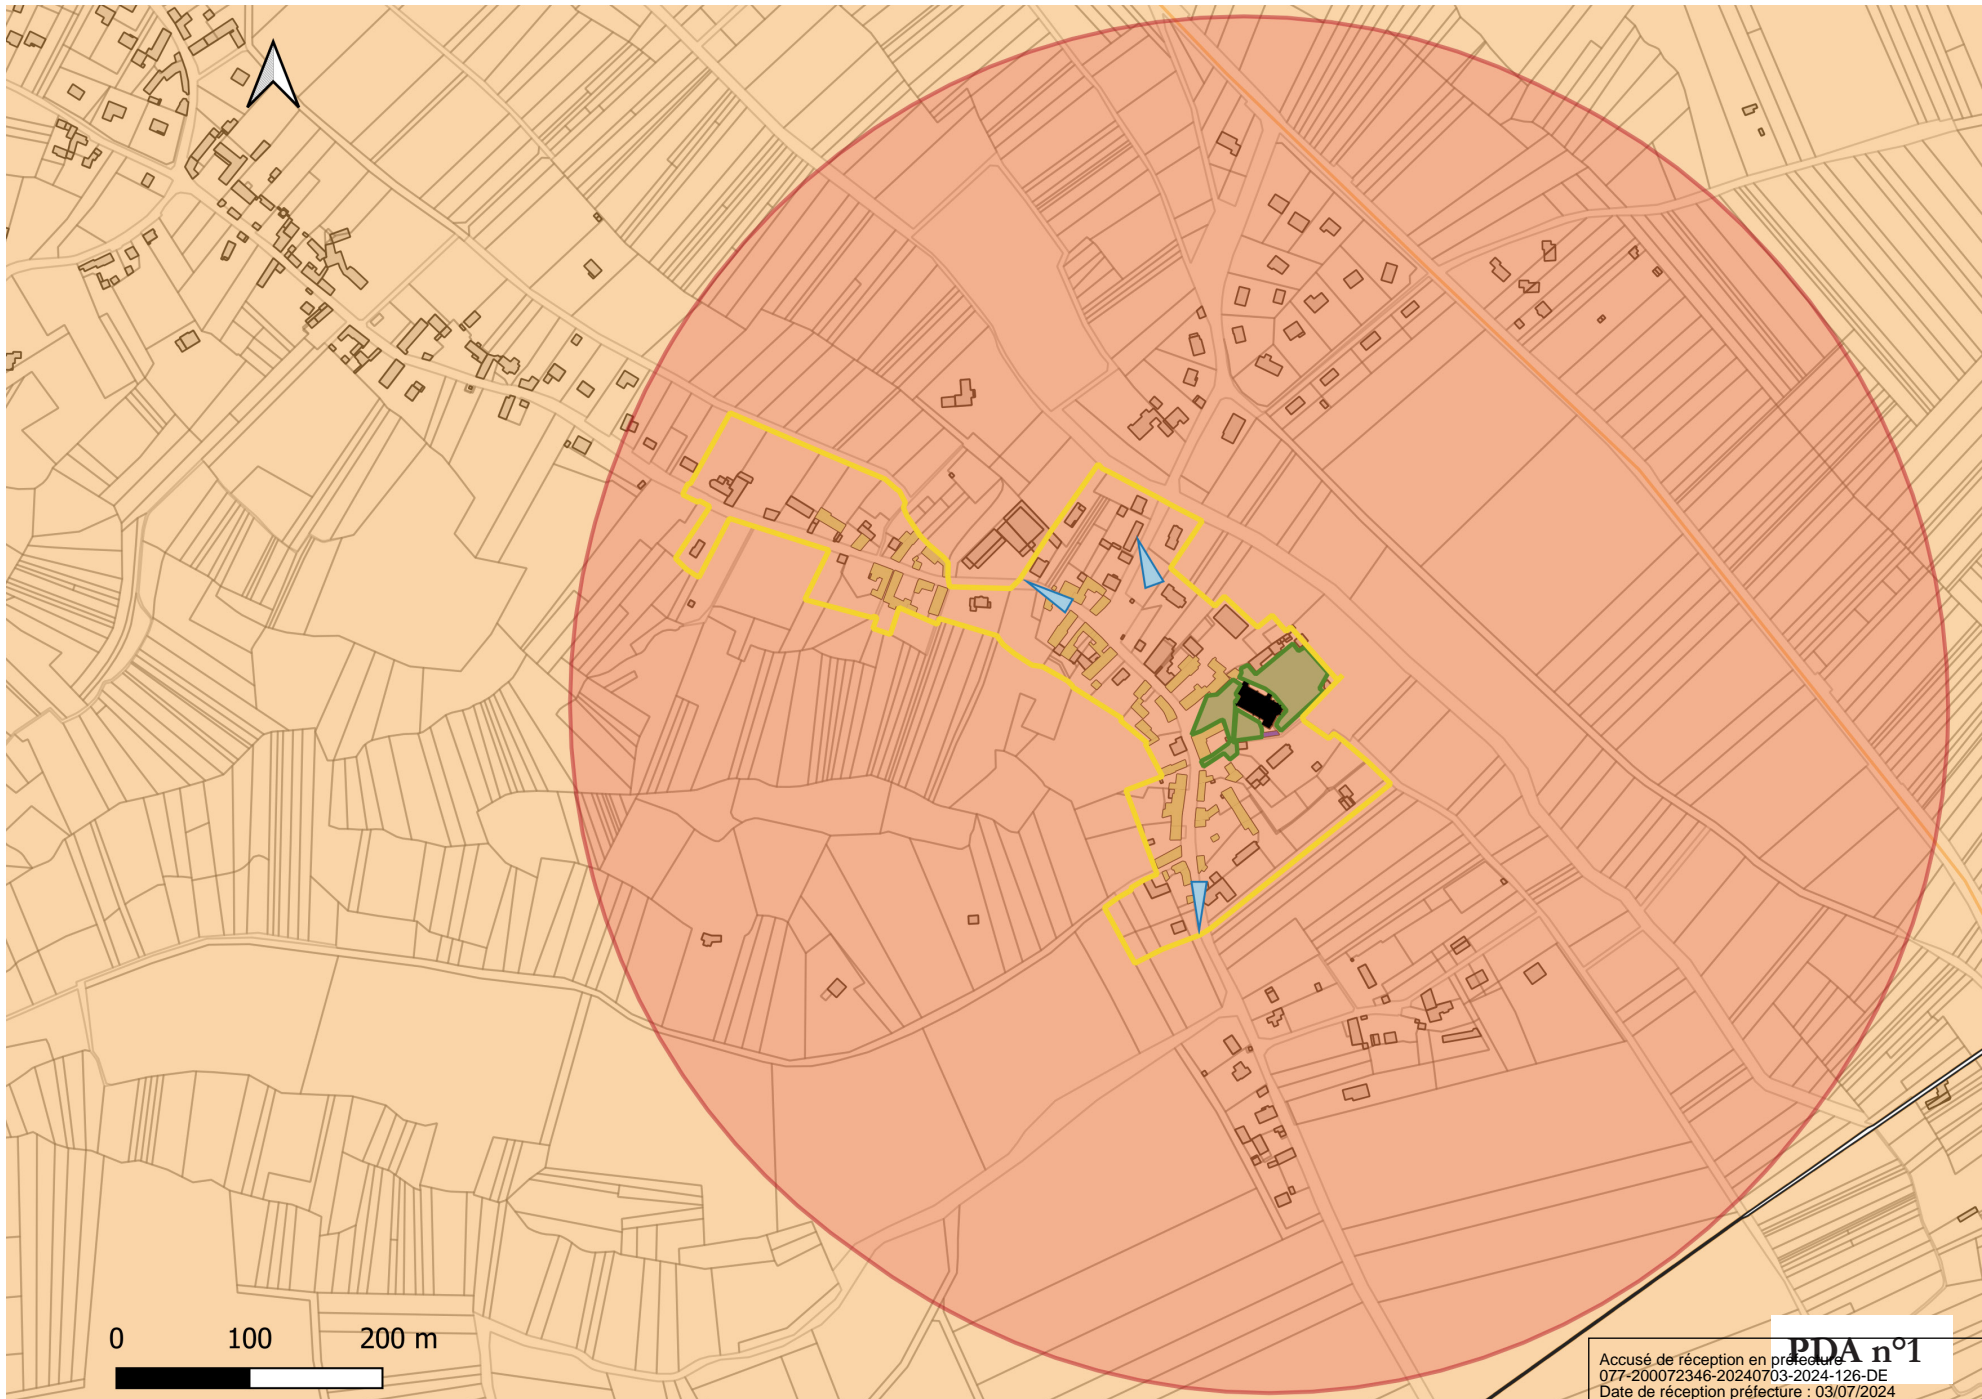 0 100 200 m
PDA n°1
Accusé de réception en préfecture
077-200072346-20240703-2024-126-DE
Date de réception préfecture : 03/07/2024